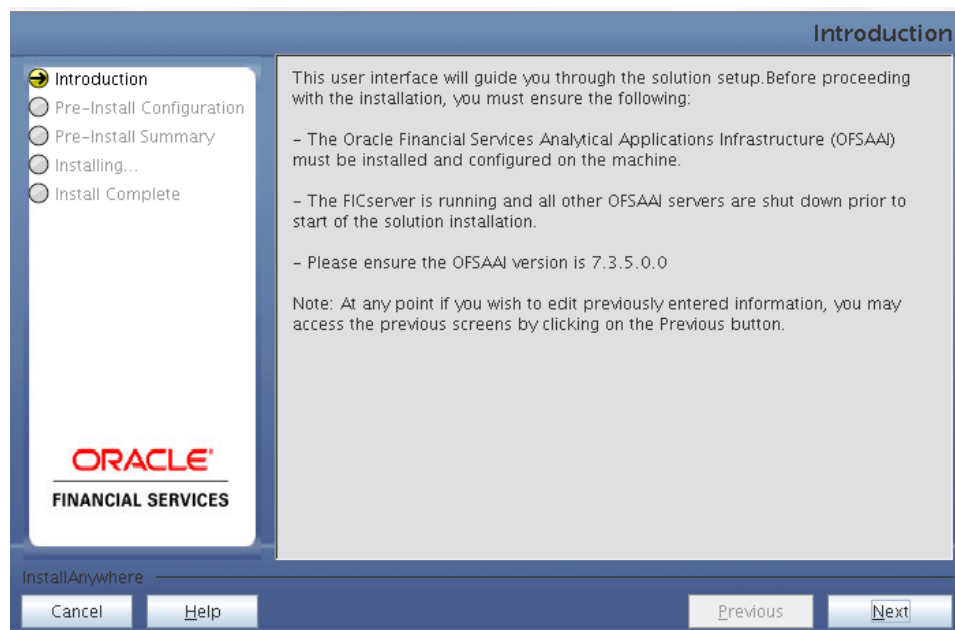 Introduction
Introduction
Pre-Install Configuration
Pre-Install Summary
Installing...
Install Complete
ORACLE
FINANCIAL SERVICES
This user interface will guide you through the solution setup.Before proceeding
with the installation, you must ensure the following:
- The Oracle Financial Services Analytical Applications Infrastructure (OFSAAI)
must be installed and configured on the machine.
- The FICserver is running and all other OFSAAI servers are shut down prior to
start of the solution installation.
- Please ensure the OFSAAI version is 7.3.5.0.0
Note: At any point if you wish to edit previously entered information, you may
access the previous screens by clicking on the Previous button.
InstallAnywhere
Cancel
Help
Previous
Next